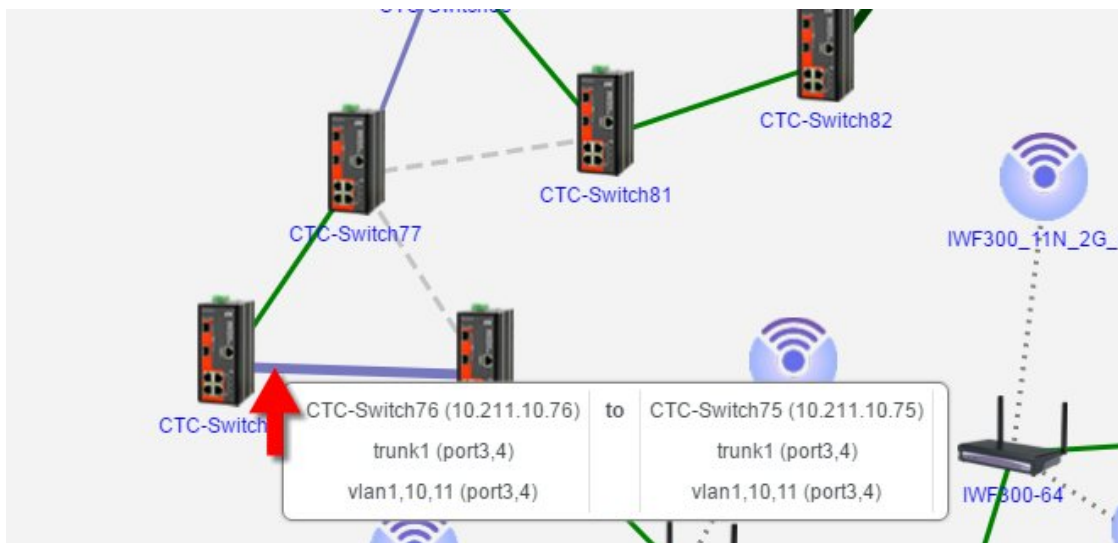 CTC-Switch82
CTC-Switch81
CTC-Switch77
IWF300_11N_2G_
CTC-Switch
CTC-Switch76 (10.211.10.76) to CTC-Switch75 (10.211.10.75)
trunk1 (port3,4) trunk1 (port3,4)
vlan1,10,11 (port3,4) vlan1,10,11 (port3,4)
IWF300-64